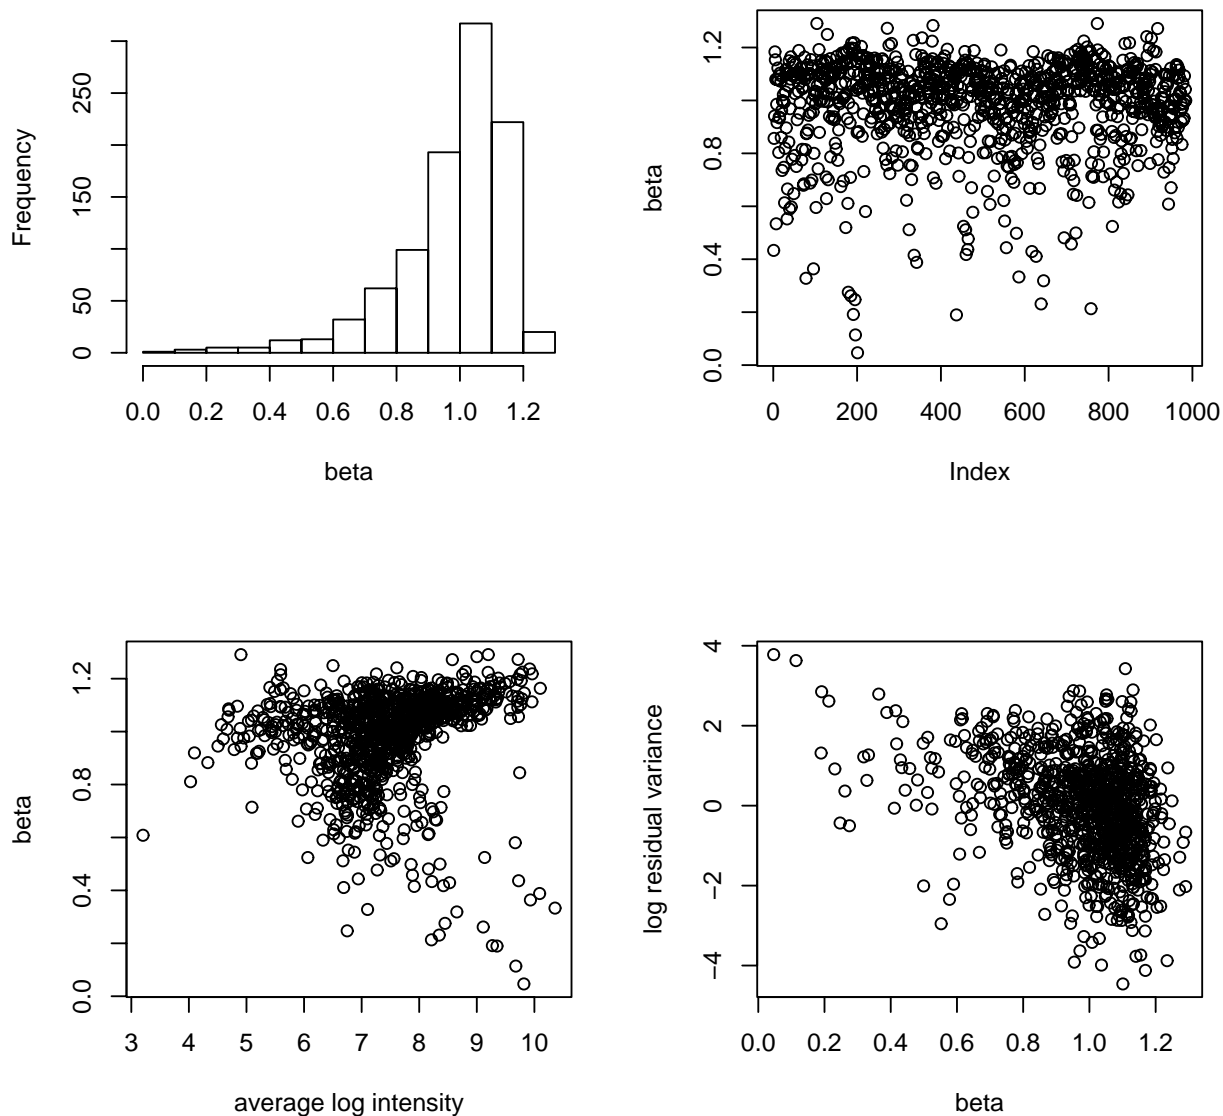 Frequency
250
150
50
0
0.0 0.2 0.4 0.6 0.8 1.0 1.2
beta
beta
1.2
0.8
0.4
0.0
0 200 400 600 800 1000
Index
beta
1.2
0.8
0.4
0.0
3 4 5 6 7 8 9 10
average log intensity
log residual variance
4
2
0
−2
−4
0.0 0.2 0.4 0.6 0.8 1.0 1.2
beta